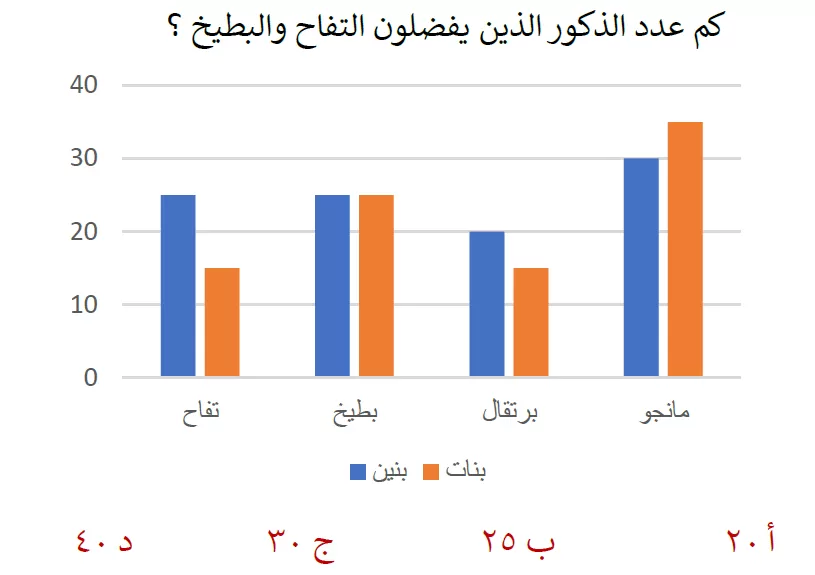 كم عدد الذكور الذين يفضلون التفاح والبطيخ ؟
40
30
20
10
0
تفاح بطيخ برتقال مانجو
بنين بنات
أ ٢٠ ب ٢٥ ج ٣٠ د ٤٠